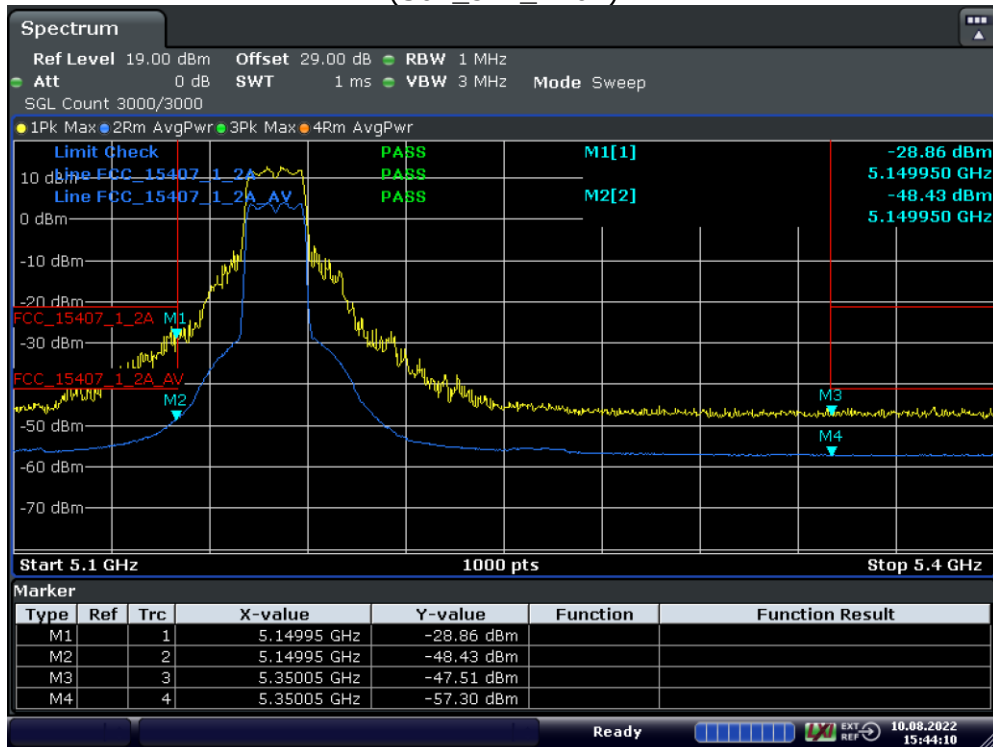 Spectrum
Ref Level 19.00 dBm Offset 29.00 dB RBW 1 MHz
Att 0 dB SWT 1 ms VBW 3 MHz Mode Sweep
SGL Count 3000/3000
1Pk Max 2Rm AvgPwr 3Pk Max 4Rm AvgPwr
Limit Check PASS M1[1] -28.86 dBm
10 dBm Line FCC_15407_1_2A PASS 5.149950 GHz
Line FCC_15407_1_2A_AV PASS M2[2] -48.43 dBm
0 dBm 5.149950 GHz
-10 dBm
-20 dBm
FCC_15407_1_2A M1
-30 dBm
FCC_15407_1_2A_AV
M2 M3
-50 dBm
M4
-60 dBm
-70 dBm
Start 5.1 GHz 1000 pts Stop 5.4 GHz
Marker
Type Ref Trc X-value Y-value Function Function Result
M1 1 5.14995 GHz -28.86 dBm
M2 2 5.14995 GHz -48.43 dBm
M3 3 5.35005 GHz -47.51 dBm
M4 4 5.35005 GHz -57.30 dBm
Ready LXI EXT REF 10.08.2022
15:44:10